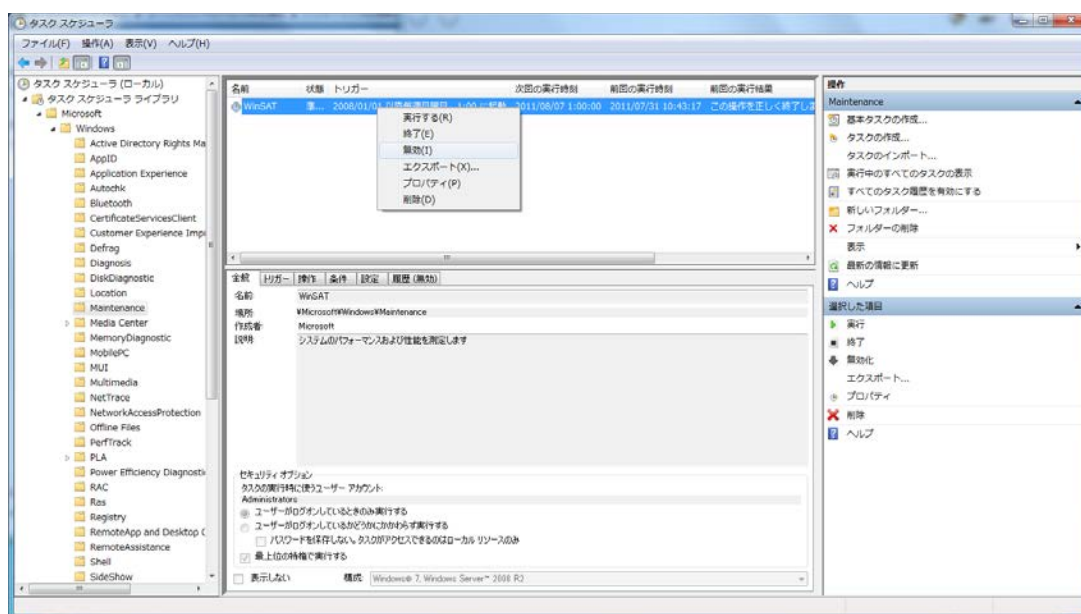 タスク スケジューラ
ファイル(F) 操作(A) 表示(V) ヘルプ(H)
タスク スケジューラ (ローカル)
タスク スケジューラ ライブラリ
Microsoft
Windows
Active Directory Rights Ma
AppID
Application Experience
Autochk
Bluetooth
CertificateServicesClient
Customer Experience Impr
Defrag
Diagnosis
DiskDiagnostic
Location
Maintenance
Media Center
MemoryDiagnostic
MobilePC
MUI
Multimedia
NetTrace
NetworkAccessProtection
Offline Files
PerfTrack
PLA
Power Efficiency Diagnosti
RAC
Ras
Registry
RemoteApp and Desktop C
RemoteAssistance
Shell
SideShow
名前 状態 トリガー 次回の実行時刻 前回の実行時刻 前回の実行結果
WinSAT 準... 2008/01/01 以降毎週日曜日 1:00 に起動 2011/08/07 1:00:00 2011/07/31 10:43:17 この操作を正しく終了しま
実行する(R)
終了(E)
無効(I)
エクスポート(X)...
プロパティ(P)
削除(D)
全般 トリガー 操作 条件 設定 履歴 (無効)
名前 WinSAT
場所 ¥Microsoft¥Windows¥Maintenance
作成者 Microsoft
説明 システムのパフォーマンスおよび性能を測定します
セキュリティ オプション
タスクの実行時に使うユーザー アカウント:
Administrators
ユーザーがログオンしているときのみ実行する
ユーザーがログオンしているかどうかにかかわらず実行する
パスワードを保存しない。タスクがアクセスできるのはローカル リソースのみ
最上位の特権で実行する
表示しない 構成 Windows® 7, Windows Server™ 2008 R2
操作
Maintenance
基本タスクの作成...
タスクの作成...
タスクのインポート...
実行中のすべてのタスクの表示
すべてのタスク履歴を有効にする
新しいフォルダー...
フォルダーの削除
表示
最新の情報に更新
ヘルプ
選択した項目
実行
終了
無効化
エクスポート...
プロパティ
削除
ヘルプ